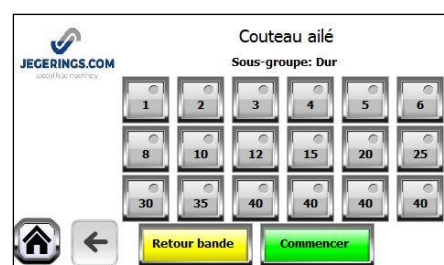 Couteau ailé
JEGERINGS.COM
Sous-groupe: Dur
1 2 3 4 5 6
8 10 12 15 20 25
30 35 40 40 40 40
Retour bande Commencer